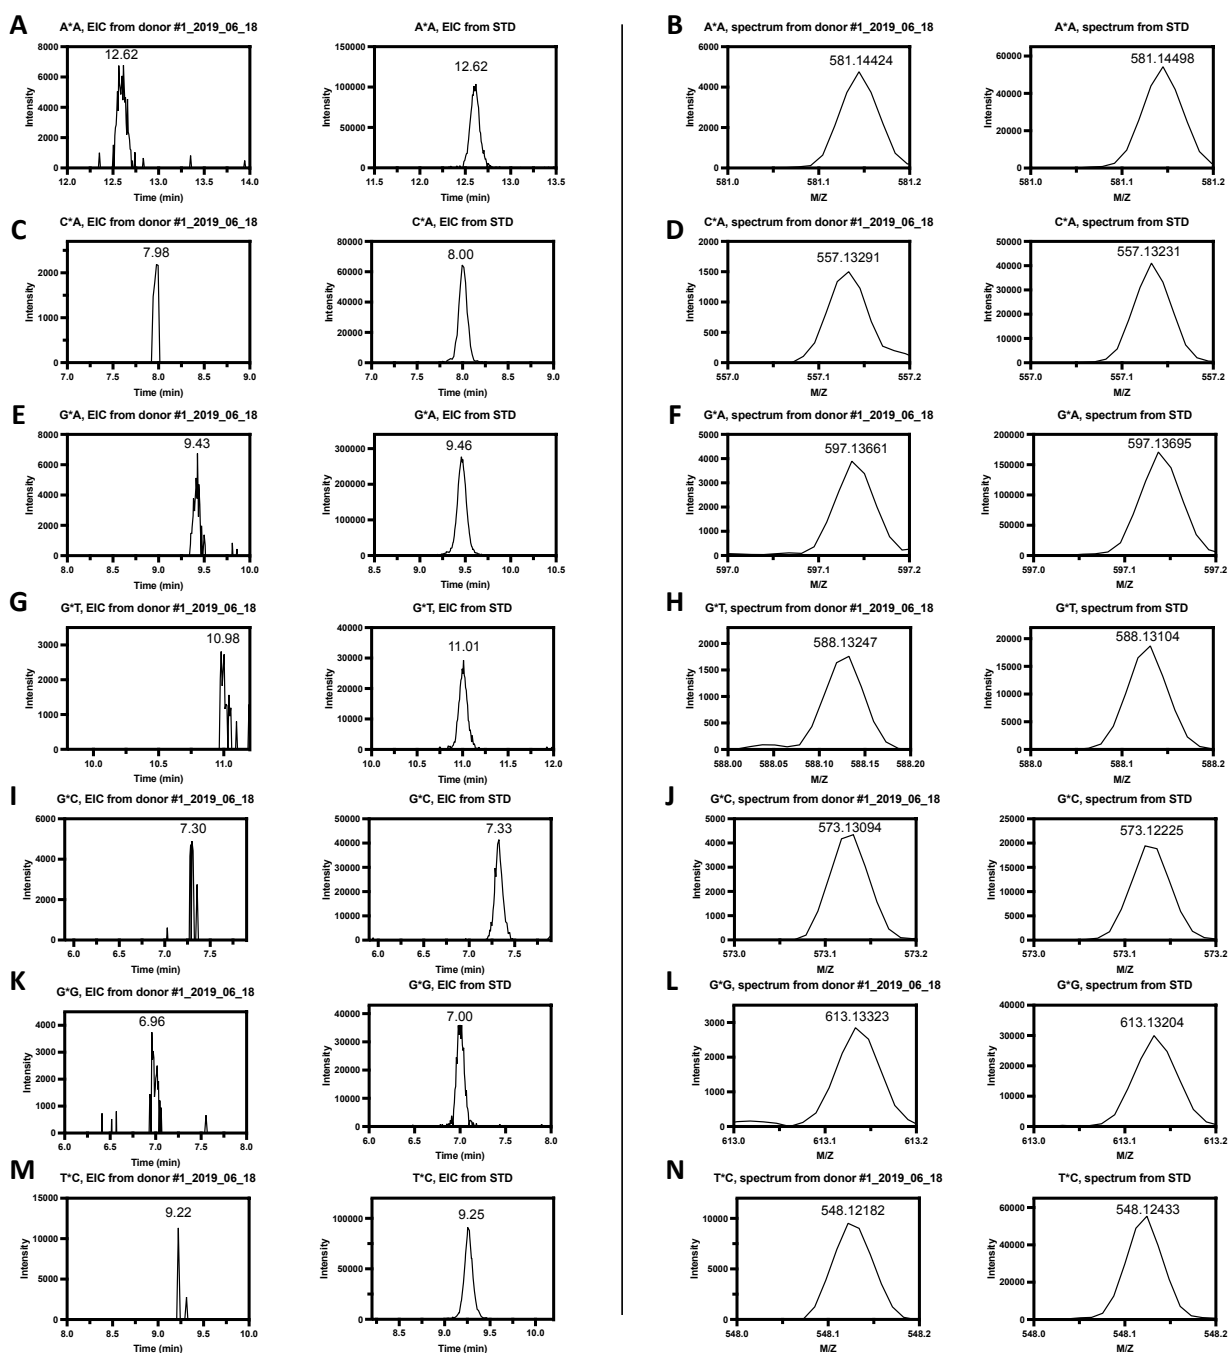 A
A*A, EIC from donor #1_2019_06_18
8000
6000
4000
2000
0
Intensity
12.62
12.0 12.5 13.0 13.5 14.0
Time (min)
A*A, EIC from STD
150000
100000
50000
0
Intensity
12.62
11.5 12.0 12.5 13.0 13.5
Time (min)
B
A*A, spectrum from donor #1_2019_06_18
6000
4000
2000
0
Intensity
581.14424
581.0 581.1 581.2
M/Z
A*A, spectrum from STD
60000
40000
20000
0
Intensity
581.14498
581.0 581.1 581.2
M/Z
C
C*A, EIC from donor #1_2019_06_18
2000
1000
0
Intensity
7.98
7.0 7.5 8.0 8.5 9.0
Time (min)
C*A, EIC from STD
80000
60000
40000
20000
0
Intensity
8.00
7.0 7.5 8.0 8.5 9.0
Time (min)
D
C*A, spectrum from donor #1_2019_06_18
2000
1500
1000
500
0
Intensity
557.13291
557.0 557.1 557.2
M/Z
C*A, spectrum from STD
50000
40000
30000
20000
10000
0
Intensity
557.13231
557.0 557.1 557.2
M/Z
E
G*A, EIC from donor #1_2019_06_18
8000
6000
4000
2000
0
Intensity
9.43
8.0 8.5 9.0 9.5 10.0
Time (min)
G*A, EIC from STD
300000
200000
100000
0
Intensity
9.46
8.5 9.0 9.5 10.0 10.5
Time (min)
F
G*A, spectrum from donor #1_2019_06_18
5000
4000
3000
2000
1000
0
Intensity
597.13661
597.0 597.1 597.2
M/Z
G*A, spectrum from STD
200000
150000
100000
50000
0
Intensity
597.13695
597.0 597.1 597.2
M/Z
G
G*T, EIC from donor #1_2019_06_18
3000
2000
1000
0
Intensity
10.98
10.0 10.5 11.0
Time (min)
G*T, EIC from STD
40000
30000
20000
10000
0
Intensity
11.01
10.0 10.5 11.0 11.5 12.0
Time (min)
H
G*T, spectrum from donor #1_2019_06_18
2000
1500
1000
500
0
Intensity
588.13247
588.00 588.05 588.10 588.15 588.20
M/Z
G*T, spectrum from STD
20000
15000
10000
5000
0
Intensity
588.13104
588.0 588.1 588.2
M/Z
I
G*C, EIC from donor #1_2019_06_18
6000
4000
2000
0
Intensity
7.30
6.0 6.5 7.0 7.5
Time (min)
G*C, EIC from STD
50000
40000
30000
20000
10000
0
Intensity
7.33
6.0 6.5 7.0 7.5
Time (min)
J
G*C, spectrum from donor #1_2019_06_18
5000
4000
3000
2000
1000
0
Intensity
573.13094
573.0 573.1 573.2
M/Z
G*C, spectrum from STD
25000
20000
15000
10000
5000
0
Intensity
573.12225
573.0 573.1 573.2
M/Z
K
G*G, EIC from donor #1_2019_06_18
4000
3000
2000
1000
0
Intensity
6.96
6.0 6.5 7.0 7.5 8.0
Time (min)
G*G, EIC from STD
40000
30000
20000
10000
0
Intensity
7.00
6.0 6.5 7.0 7.5 8.0
Time (min)
L
G*G, spectrum from donor #1_2019_06_18
3000
2000
1000
0
Intensity
613.13323
613.0 613.1 613.2
M/Z
G*G, spectrum from STD
40000
30000
20000
10000
0
Intensity
613.13204
613.0 613.1 613.2
M/Z
M
T*C, EIC from donor #1_2019_06_18
15000
10000
5000
0
Intensity
9.22
8.0 8.5 9.0 9.5 10.0
Time (min)
T*C, EIC from STD
100000
50000
0
Intensity
9.25
8.5 9.0 9.5 10.0
Time (min)
N
T*C, spectrum from donor #1_2019_06_18
10000
5000
0
Intensity
548.12182
548.0 548.1 548.2
M/Z
T*C, spectrum from STD
60000
40000
20000
0
Intensity
548.12433
548.0 548.1 548.2
M/Z